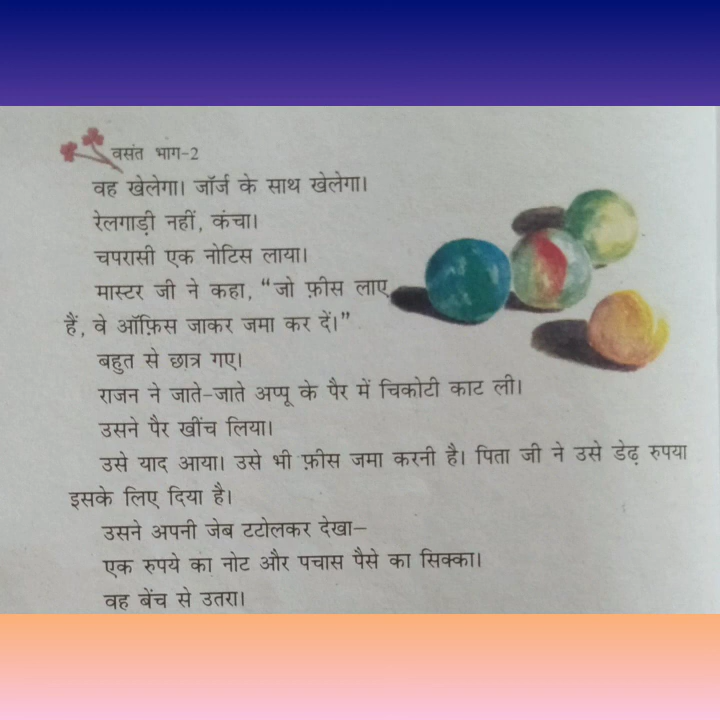 वसंत भाग-2
वह खेलेगा। जॉर्ज के साथ खेलेगा।
रेलगाड़ी नहीं, कंचा।
चपरासी एक नोटिस लाया।
मास्टर जी ने कहा, “जो फ़ीस लाए
हैं, वे ऑफ़िस जाकर जमा कर दें।”
बहुत से छात्र गए।
राजन ने जाते-जाते अप्पू के पैर में चिकोटी काट ली।
उसने पैर खींच लिया।
उसे याद आया। उसे भी फ़ीस जमा करनी है। पिता जी ने उसे डेढ़ रुपया
इसके लिए दिया है।
उसने अपनी जेब टटोलकर देखा–
एक रुपये का नोट और पचास पैसे का सिक्का।
वह बेंच से उतरा।